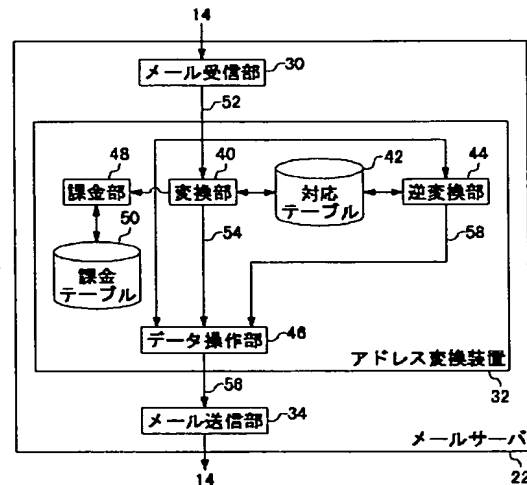 14
メール受信部
30
52
48
40
42
44
課金部
変換部
対応
テーブル
逆変換部
50
54
58
課金
テーブル
データ操作部
46
アドレス変換装置
32
56
メール送信部
34
メールサーバ
14
22